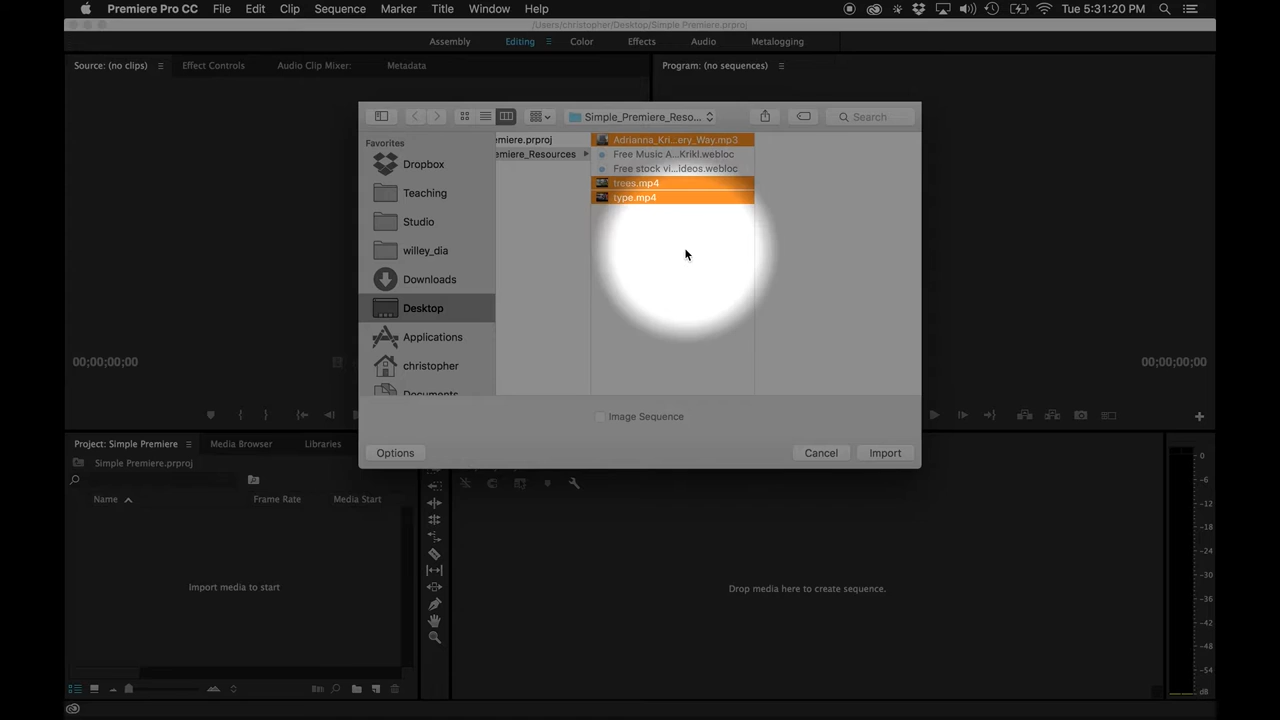 Premiere Pro CC File Edit Clip Sequence Marker Title Window Help Tue 5:31:20 PM
/Users/christopher/Desktop/Simple Premiere.prproj
Assembly Editing Color Effects Audio Metalogging
Source: (no clips) Effect Controls Audio Clip Mixer: Metadata Program: (no sequences)
Simple_Premiere_Reso... Search
Favorites
Dropbox
Teaching
Studio
willey_dia
Downloads
Desktop
Applications
christopher
Documents
emiere.prproj
emiere_Resources
Adrianna_Kri...ery_Way.mp3
Free Music A...Kriki.webloc
Free stock vi...ideos.webloc
trees.mp4
type.mp4
00;00;00;00 00;00;00;00
Image Sequence
Options Cancel Import
Project: Simple Premiere Media Browser Libraries
Simple Premiere.prproj
Name Frame Rate Media Start
Import media to start
Drop media here to create sequence.
0
-6
-12
-18
-24
-30
-36
-42
-48
-54
dB